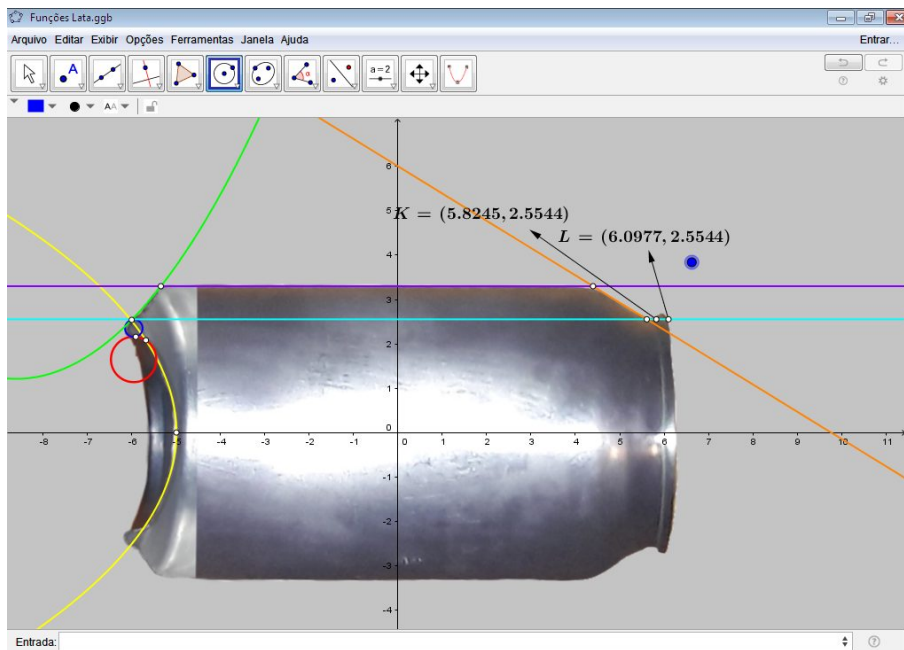 Funções Lata.ggb
Arquivo Editar Exibir Opções Ferramentas Janela Ajuda
Entrar...
A
α
a=2
AA
6
5
K = (5.8245, 2.5544)
L = (6.0977, 2.5544)
4
3
2
1
0
-8 -7 -6 -5 -4 -3 -2 -1 0 1 2 3 4 5 6 7 8 9 10 11
-1
-2
-3
-4
Entrada: